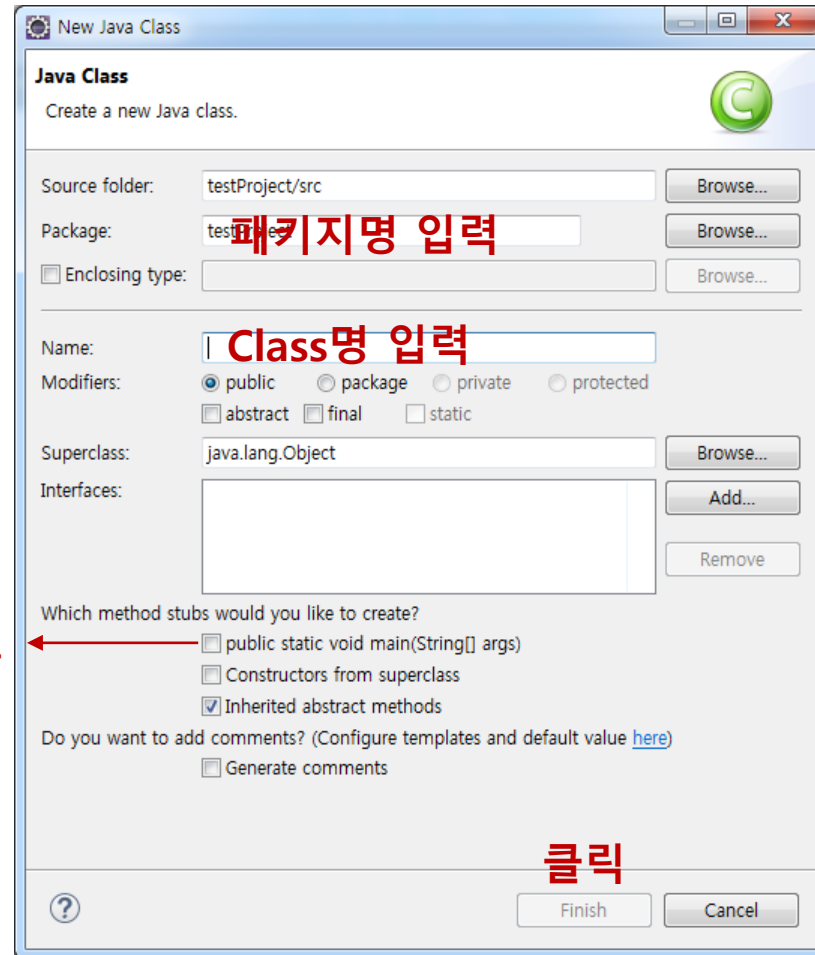 New Java Class
Java Class
Create a new Java class.
Source folder: testProject/src Browse...
Package: testProject 패키지명 입력 Browse...
Enclosing type: Browse...
Name: Class명 입력
Modifiers: public package private protected
abstract final static
Superclass: java.lang.Object Browse...
Interfaces: Add...
Remove
Which method stubs would you like to create?
public static void main(String[] args)
Constructors from superclass
Inherited abstract methods
Do you want to add comments? (Configure templates and default value here)
Generate comments
클릭
Finish Cancel